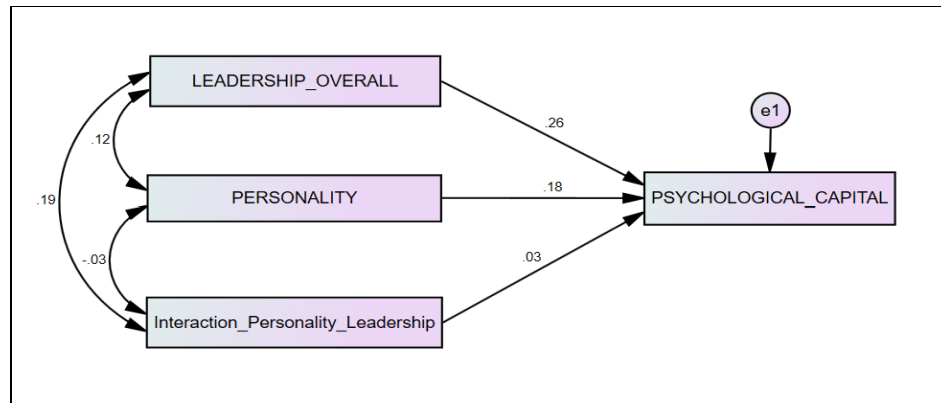 LEADERSHIP_OVERALL
e1
.26
.12
.19
PERSONALITY
.18
PSYCHOLOGICAL_CAPITAL
-.03
.03
Interaction_Personality_Leadership